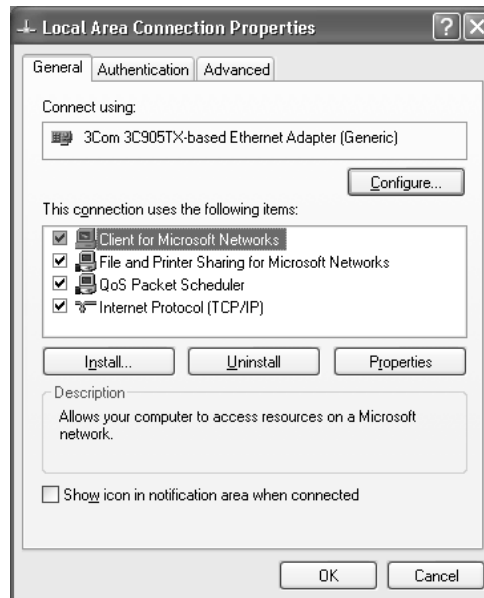 Local Area Connection Properties
General Authentication Advanced
Connect using:
3Com 3C905TX-based Ethernet Adapter (Generic)
Configure...
This connection uses the following items:
Client for Microsoft Networks
File and Printer Sharing for Microsoft Networks
QoS Packet Scheduler
Internet Protocol (TCP/IP)
Install... Uninstall Properties
Description
Allows your computer to access resources on a Microsoft
network.
Show icon in notification area when connected
OK Cancel